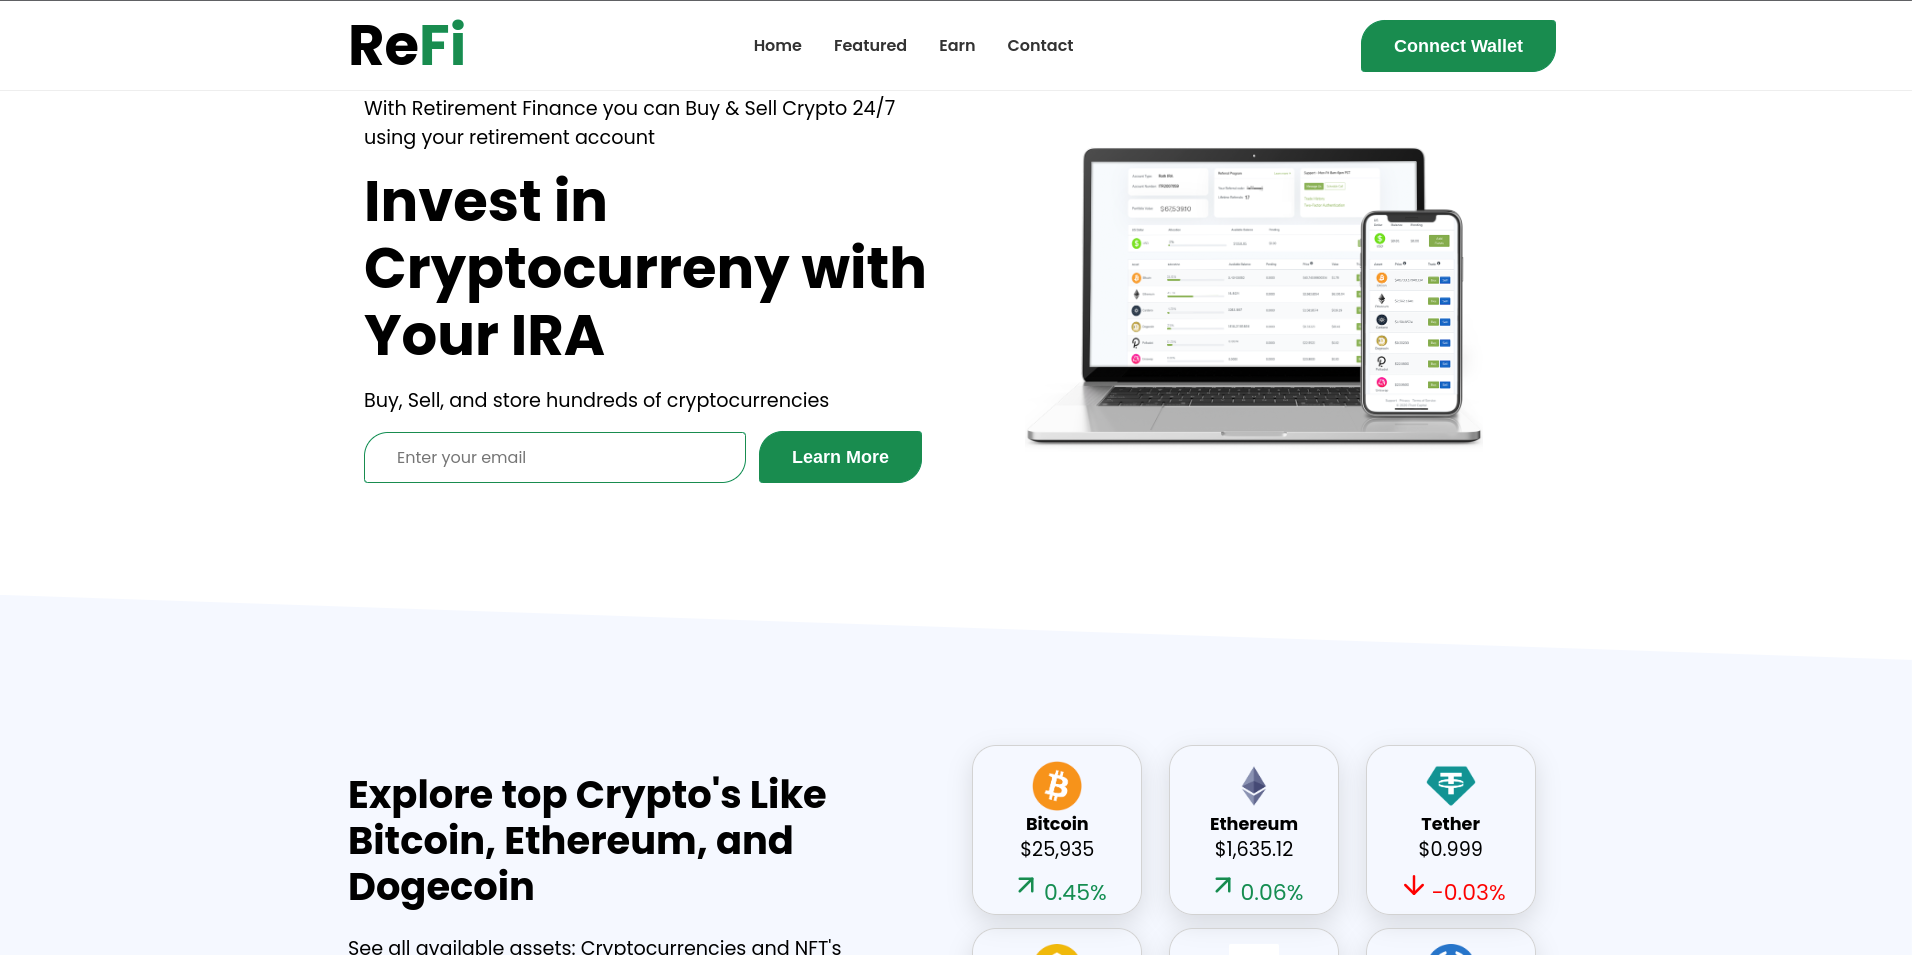 ReFi
Home Featured Earn Contact
Connect Wallet
With Retirement Finance you can Buy & Sell Crypto 24/7
using your retirement account
Invest in
Cryptocurreny with
Your IRA
Buy, Sell, and store hundreds of cryptocurrencies
Enter your email
Learn More
Explore top Crypto's Like
Bitcoin, Ethereum, and
Dogecoin
See all available assets: Cryptocurrencies and NFT's
Bitcoin
$25,935
0.45%
Ethereum
$1,635.12
0.06%
Tether
$0.999
-0.03%